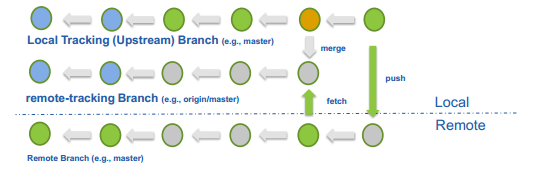 Local Tracking (Upstream) Branch (e.g., master)
merge
push
remote-tracking Branch (e.g., origin/master)
fetch
Local
Remote
Remote Branch (e.g., master)